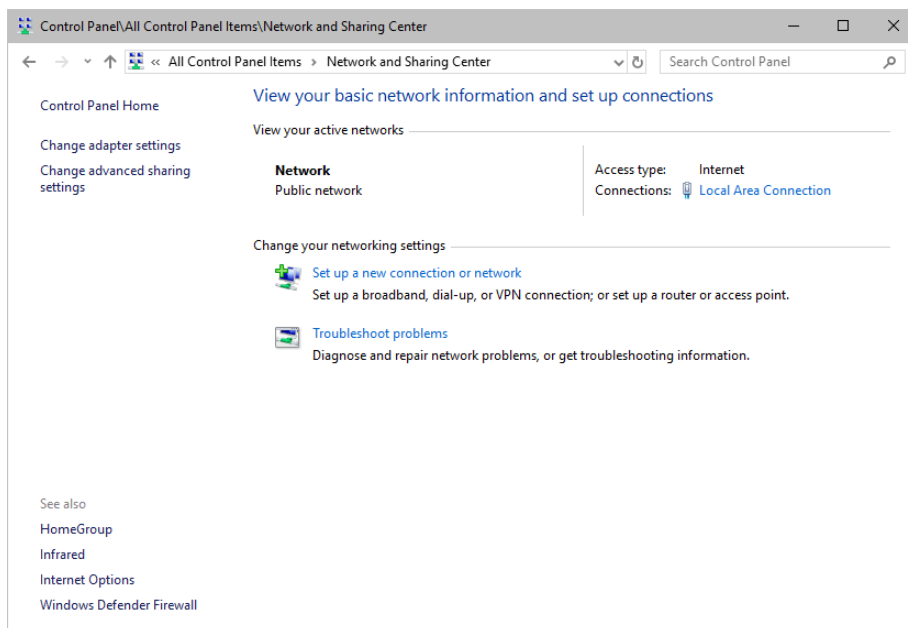 Control Panel\All Control Panel Items\Network and Sharing Center
« All Control Panel Items › Network and Sharing Center
Search Control Panel
Control Panel Home
Change adapter settings
Change advanced sharing
settings
View your basic network information and set up connections
View your active networks
Network
Public network
Access type: Internet
Connections: Local Area Connection
Change your networking settings
Set up a new connection or network
Set up a broadband, dial-up, or VPN connection; or set up a router or access point.
Troubleshoot problems
Diagnose and repair network problems, or get troubleshooting information.
See also
HomeGroup
Infrared
Internet Options
Windows Defender Firewall